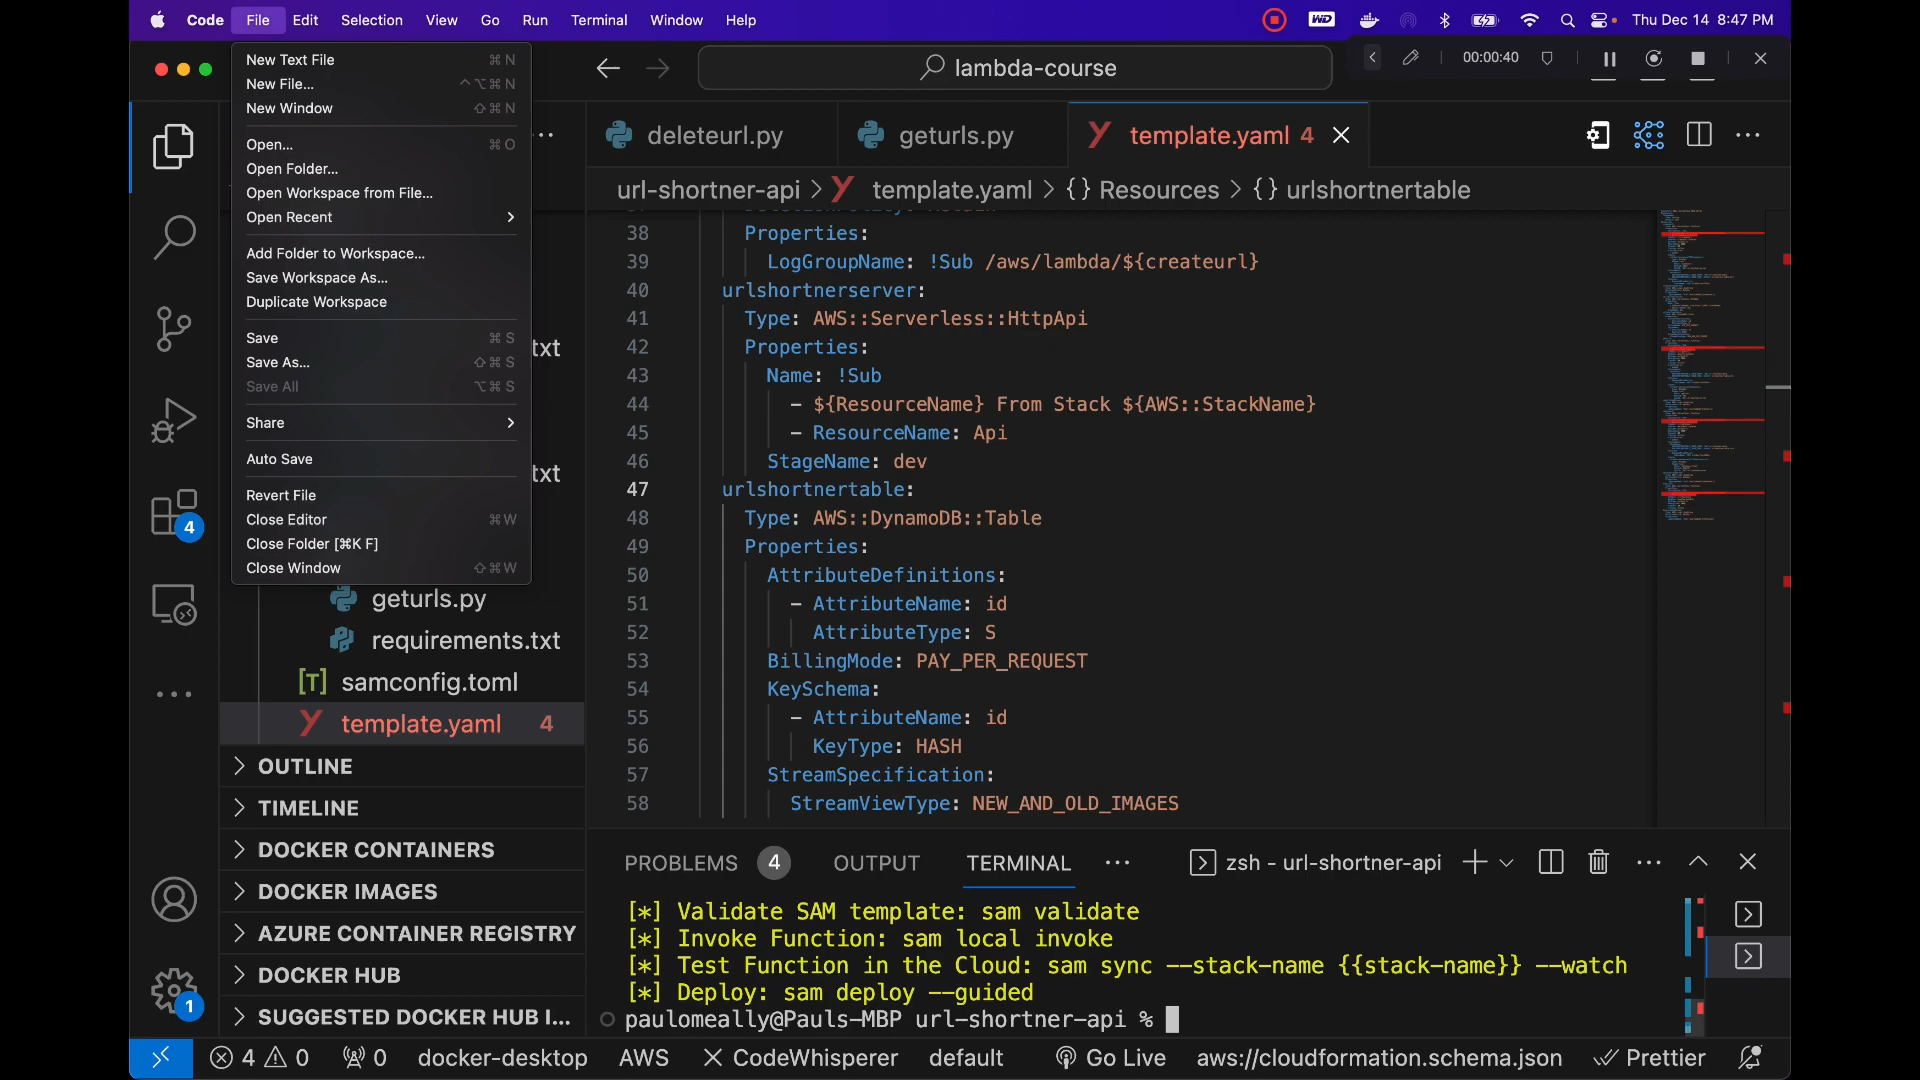 Code File Edit Selection View Go Run Terminal Window Help
WD Thu Dec 14 8:47 PM
New Text File ⌘ N
New File... ^⌥⌘ N
New Window ⇧⌘ N
Open... ⌘ O
Open Folder...
Open Workspace from File...
Open Recent
Add Folder to Workspace...
Save Workspace As...
Duplicate Workspace
Save ⌘ S
Save As... ⇧⌘ S
Save All ⌥⌘ S
Share
Auto Save
Revert File
Close Editor ⌘W
Close Folder [⌘K F]
Close Window ⇧⌘W
lambda-course
00:00:40
deleteurl.py
geturls.py
template.yaml 4
url-shortner-api > template.yaml > {} Resources > {} urlshortnertable
38 Properties:
39 LogGroupName: !Sub /aws/lambda/${createurl}
40 urlshortnerserver:
41 Type: AWS::Serverless::HttpApi
42 Properties:
43 Name: !Sub
44 - ${ResourceName} From Stack ${AWS::StackName}
45 - ResourceName: Api
46 StageName: dev
47 urlshortnertable:
48 Type: AWS::DynamoDB::Table
49 Properties:
50 AttributeDefinitions:
51 - AttributeName: id
52 AttributeType: S
53 BillingMode: PAY_PER_REQUEST
54 KeySchema:
55 - AttributeName: id
56 KeyType: HASH
57 StreamSpecification:
58 StreamViewType: NEW_AND_OLD_IMAGES
txt
txt
geturls.py
requirements.txt
[T] samconfig.toml
template.yaml 4
OUTLINE
TIMELINE
DOCKER CONTAINERS
DOCKER IMAGES
AZURE CONTAINER REGISTRY
DOCKER HUB
SUGGESTED DOCKER HUB I...
4
1
PROBLEMS 4 OUTPUT TERMINAL
zsh - url-shortner-api
[*] Validate SAM template: sam validate
[*] Invoke Function: sam local invoke
[*] Test Function in the Cloud: sam sync --stack-name {{stack-name}} --watch
[*] Deploy: sam deploy --guided
paulomeally@Pauls-MBP url-shortner-api %
4 0 0 docker-desktop AWS CodeWhisperer default Go Live aws://cloudformation.schema.json Prettier